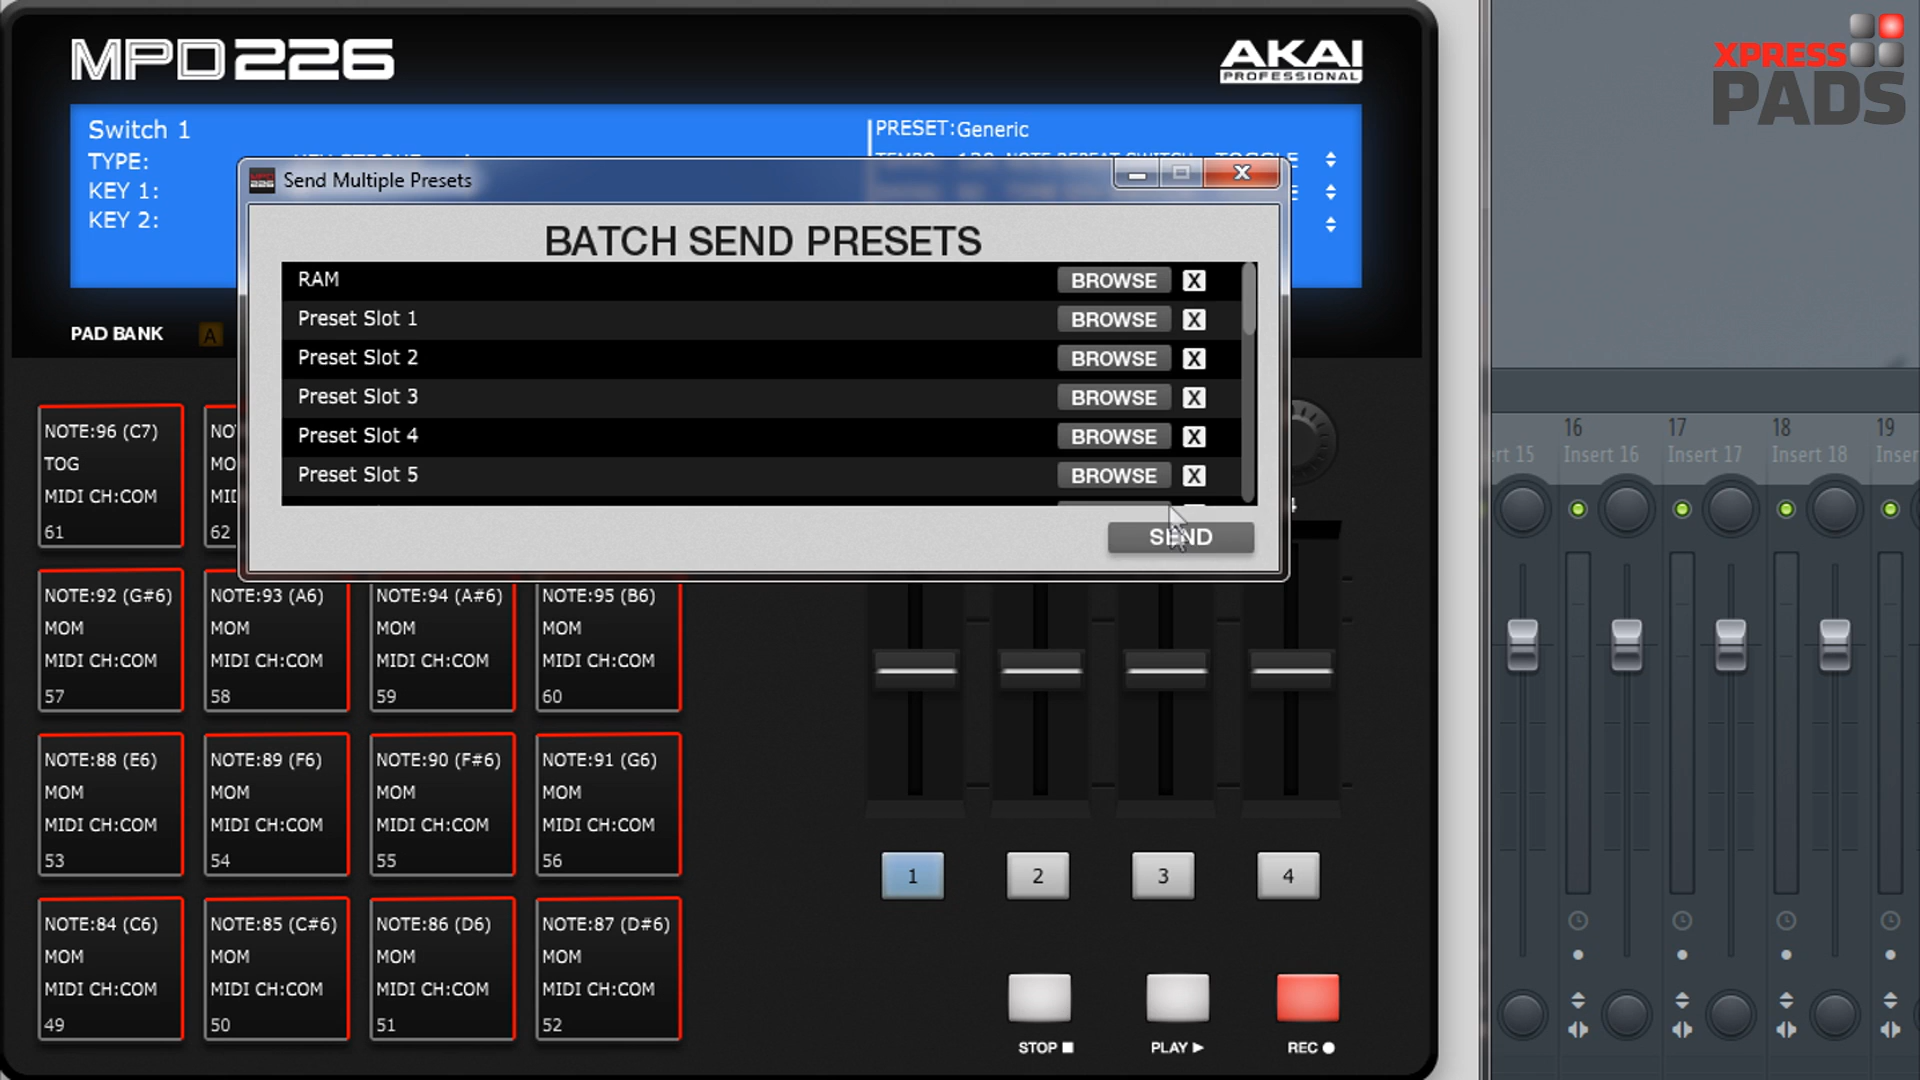 MPD226
AKAI
PROFESSIONAL
XPRESS
PADS
Switch 1
TYPE:
KEY 1:
KEY 2:
PRESET:Generic
Send Multiple Presets
X
BATCH SEND PRESETS
RAM BROWSE X
Preset Slot 1 BROWSE X
Preset Slot 2 BROWSE X
Preset Slot 3 BROWSE X
Preset Slot 4 BROWSE X
Preset Slot 5 BROWSE X
SEND
PAD BANK A
NOTE:96 (C7)
TOG
MIDI CH:COM
61
62
NOTE:92 (G#6)
MOM
MIDI CH:COM
57
NOTE:93 (A6)
MOM
MIDI CH:COM
58
NOTE:94 (A#6)
MOM
MIDI CH:COM
59
NOTE:95 (B6)
MOM
MIDI CH:COM
60
NOTE:88 (E6)
MOM
MIDI CH:COM
53
NOTE:89 (F6)
MOM
MIDI CH:COM
54
NOTE:90 (F#6)
MOM
MIDI CH:COM
55
NOTE:91 (G6)
MOM
MIDI CH:COM
56
NOTE:84 (C6)
MOM
MIDI CH:COM
49
NOTE:85 (C#6)
MOM
MIDI CH:COM
50
NOTE:86 (D6)
MOM
MIDI CH:COM
51
NOTE:87 (D#6)
MOM
MIDI CH:COM
52
4
1 2 3 4
STOP PLAY REC
16 17 18 19
15 Insert 16 Insert 17 Insert 18